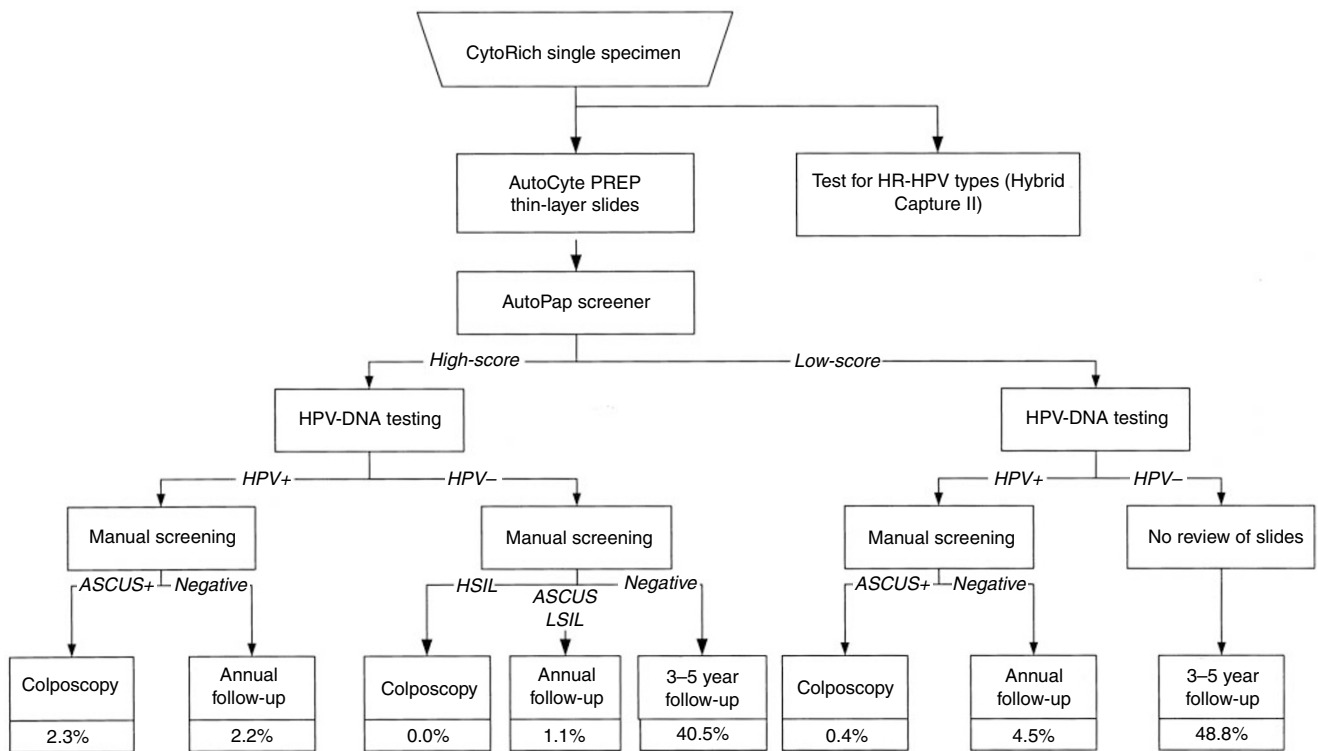 CytoRich single specimen
AutoCyte PREP
thin-layer slides
Test for HR-HPV types (Hybrid
Capture II)
AutoPap screener
High-score
Low-score
HPV-DNA testing
HPV-DNA testing
HPV+
HPV–
HPV+
HPV–
Manual screening
Manual screening
Manual screening
No review of slides
ASCUS+
Negative
HSIL
ASCUS
LSIL
Negative
ASCUS+
Negative
Colposcopy
2.3%
Annual
follow-up
2.2%
Colposcopy
0.0%
Annual
follow-up
1.1%
3–5 year
follow-up
40.5%
Colposcopy
0.4%
Annual
follow-up
4.5%
3–5 year
follow-up
48.8%